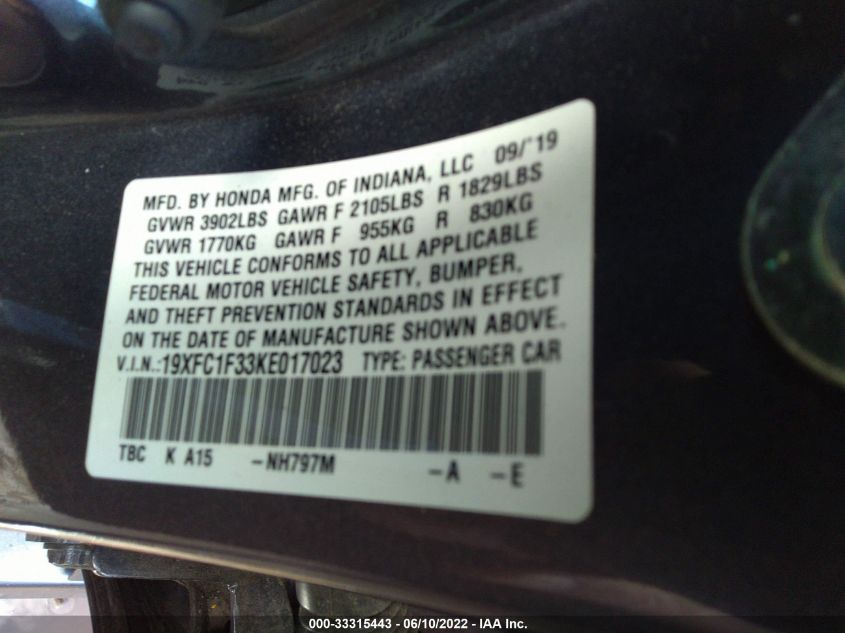 MFD. BY HONDA MFG. OF INDIANA, LLC 09/'19
GVWR 3902LBS GAWR F 2105LBS R 1829LBS
GVWR 1770KG GAWR F 955KG R 830KG
THIS VEHICLE CONFORMS TO ALL APPLICABLE
FEDERAL MOTOR VEHICLE SAFETY, BUMPER,
AND THEFT PREVENTION STANDARDS IN EFFECT
ON THE DATE OF MANUFACTURE SHOWN ABOVE.
V.I.N.:19XFC1F33KE017023 TYPE: PASSENGER CAR
TBC K A15 -NH797M -A -E
000-33315443 - 06/10/2022 - IAA Inc.